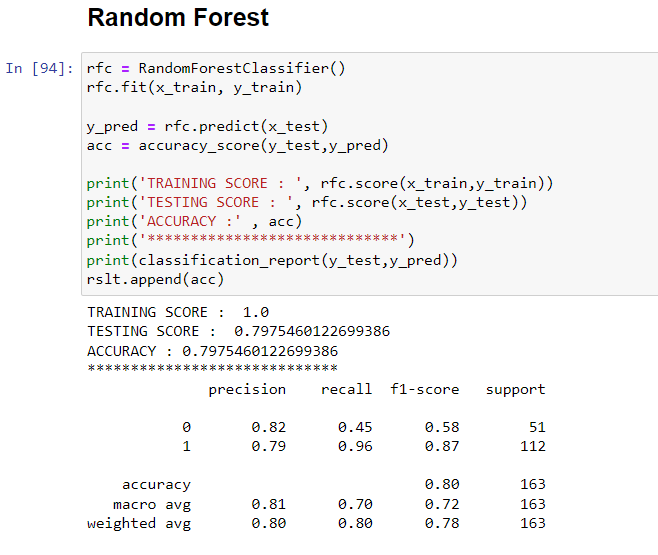 Random Forest
In [94]: rfc = RandomForestClassifier()
rfc.fit(x_train, y_train)
y_pred = rfc.predict(x_test)
acc = accuracy_score(y_test,y_pred)
print('TRAINING SCORE : ', rfc.score(x_train,y_train))
print('TESTING SCORE : ', rfc.score(x_test,y_test))
print('ACCURACY :' , acc)
print('*****************************')
print(classification_report(y_test,y_pred))
rslt.append(acc)
TRAINING SCORE :  1.0
TESTING SCORE :  0.7975460122699386
ACCURACY : 0.7975460122699386
*****************************
precision    recall  f1-score   support
0       0.82      0.45      0.58        51
1       0.79      0.96      0.87       112
accuracy                           0.80       163
macro avg       0.81      0.70      0.72       163
weighted avg       0.80      0.80      0.78       163